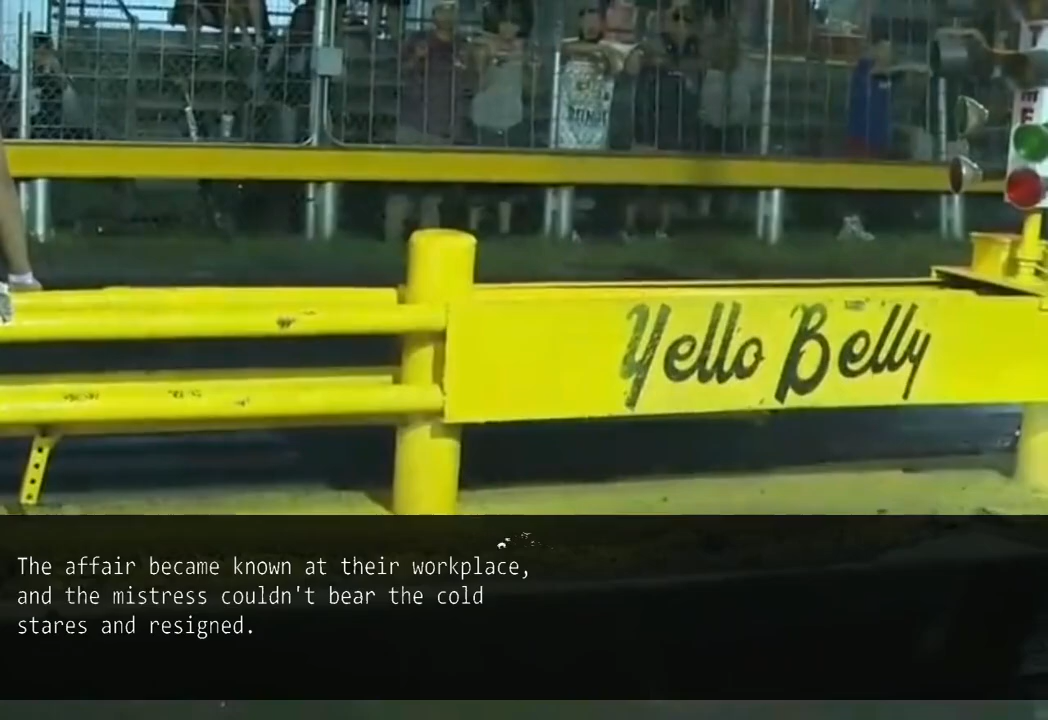 Yello Belly
The affair became known at their workplace,
and the mistress couldn't bear the cold
stares and resigned.